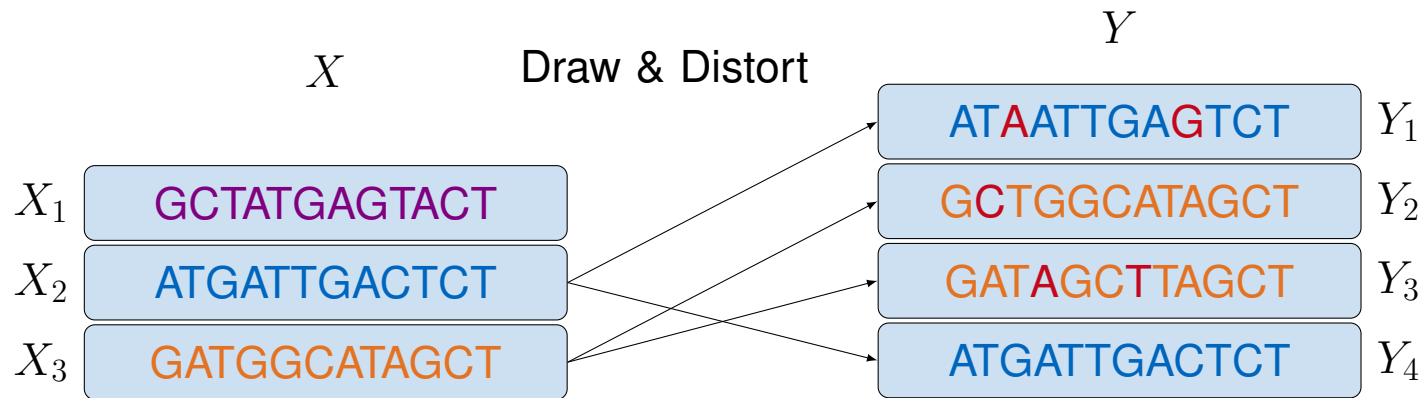 X
Draw & Distort
Y
X₁ GCTATGAGTACT
X₂ ATGATTGACTCT
X₃ GATGGCATAGCT
ATAATTGAGTCT Y₁
GCTGGCATAGCT Y₂
GATAGCTTAGCT Y₃
ATGATTGACTCT Y₄